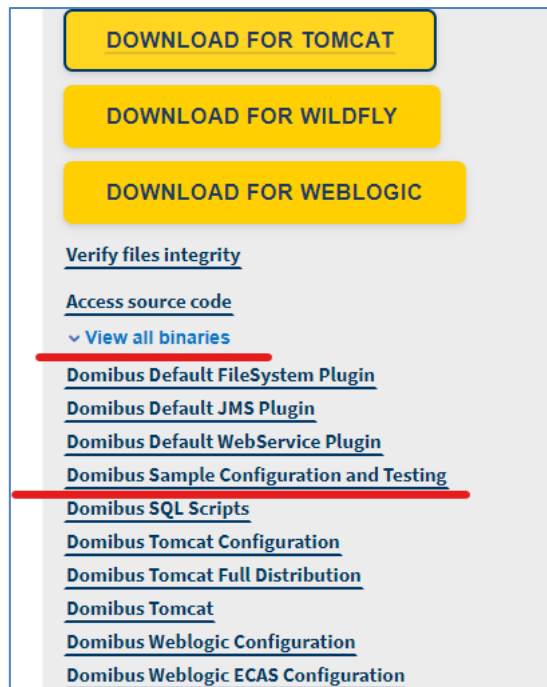 DOWNLOAD FOR TOMCAT
DOWNLOAD FOR WILDFLY
DOWNLOAD FOR WEBLOGIC
Verify files integrity
Access source code
View all binaries
Domibus Default FileSystem Plugin
Domibus Default JMS Plugin
Domibus Default WebService Plugin
Domibus Sample Configuration and Testing
Domibus SQL Scripts
Domibus Tomcat Configuration
Domibus Tomcat Full Distribution
Domibus Tomcat
Domibus Weblogic Configuration
Domibus Weblogic ECAS Configuration